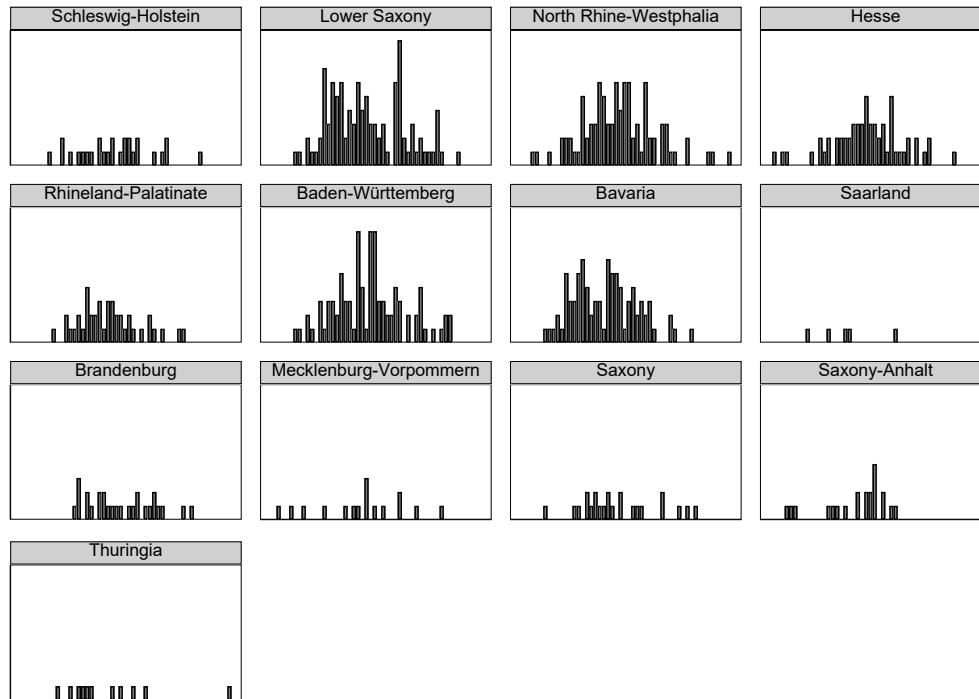 Schleswig-Holstein
Lower Saxony
North Rhine-Westphalia
Hesse
Rhineland-Palatinate
Baden-Württemberg
Bavaria
Saarland
Brandenburg
Mecklenburg-Vorpommern
Saxony
Saxony-Anhalt
Thuringia